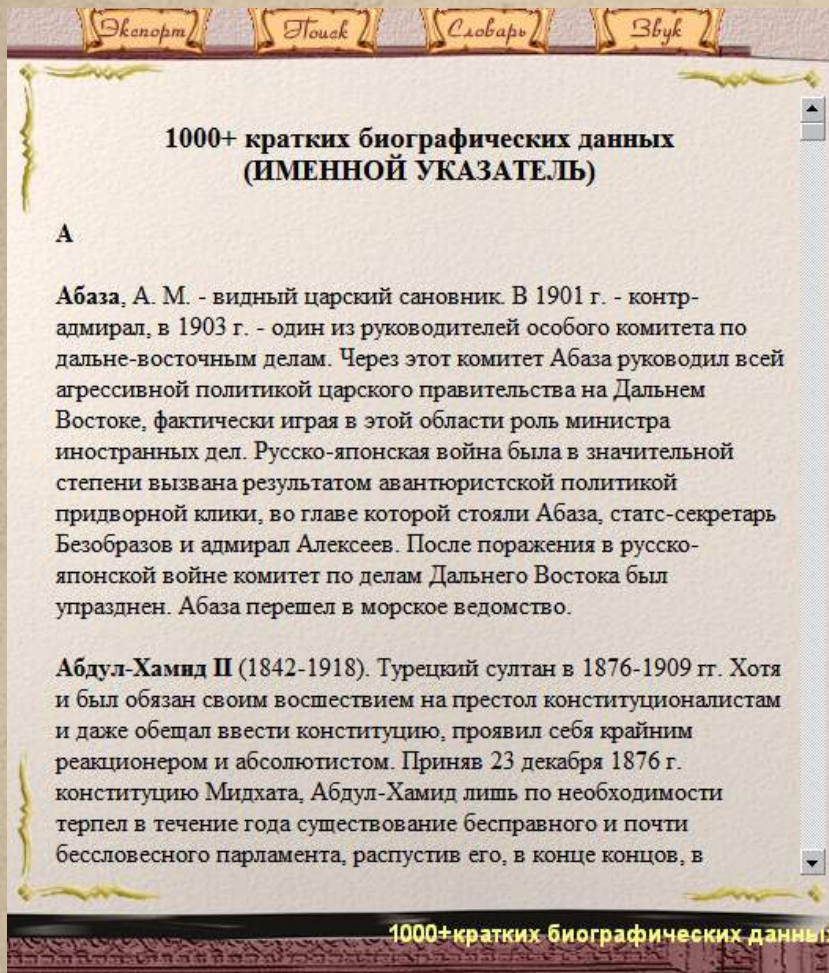 Экспорт Поиск Словарь Звук
1000+ кратких биографических данных
(ИМЕННОЙ УКАЗАТЕЛЬ)
А
Абаза, А. М. - видный царский сановник. В 1901 г. - контр-
адмирал, в 1903 г. - один из руководителей особого комитета по
дальне-восточным делам. Через этот комитет Абаза руководил всей
агрессивной политикой царского правительства на Дальнем
Востоке, фактически играя в этой области роль министра
иностранных дел. Русско-японская война была в значительной
степени вызвана результатом авантюристской политикой
придворной клики, во главе которой стояли Абаза, статс-секретарь
Безобразов и адмирал Алексеев. После поражения в русско-
японской войне комитет по делам Дальнего Востока был
упразднен. Абаза перешел в морское ведомство.
Абдул-Хамид II (1842-1918). Турецкий султан в 1876-1909 гг. Хотя
и был обязан своим восшествием на престол конституционалистам
и даже обещал ввести конституцию, проявил себя крайним
реакционером и абсолютистом. Приняв 23 декабря 1876 г.
конституцию Мидхата, Абдул-Хамид лишь по необходимости
терпел в течение года существование бесправного и почти
бессловесного парламента, распустив его, в конце концов, в
1000+кратких биографических данных